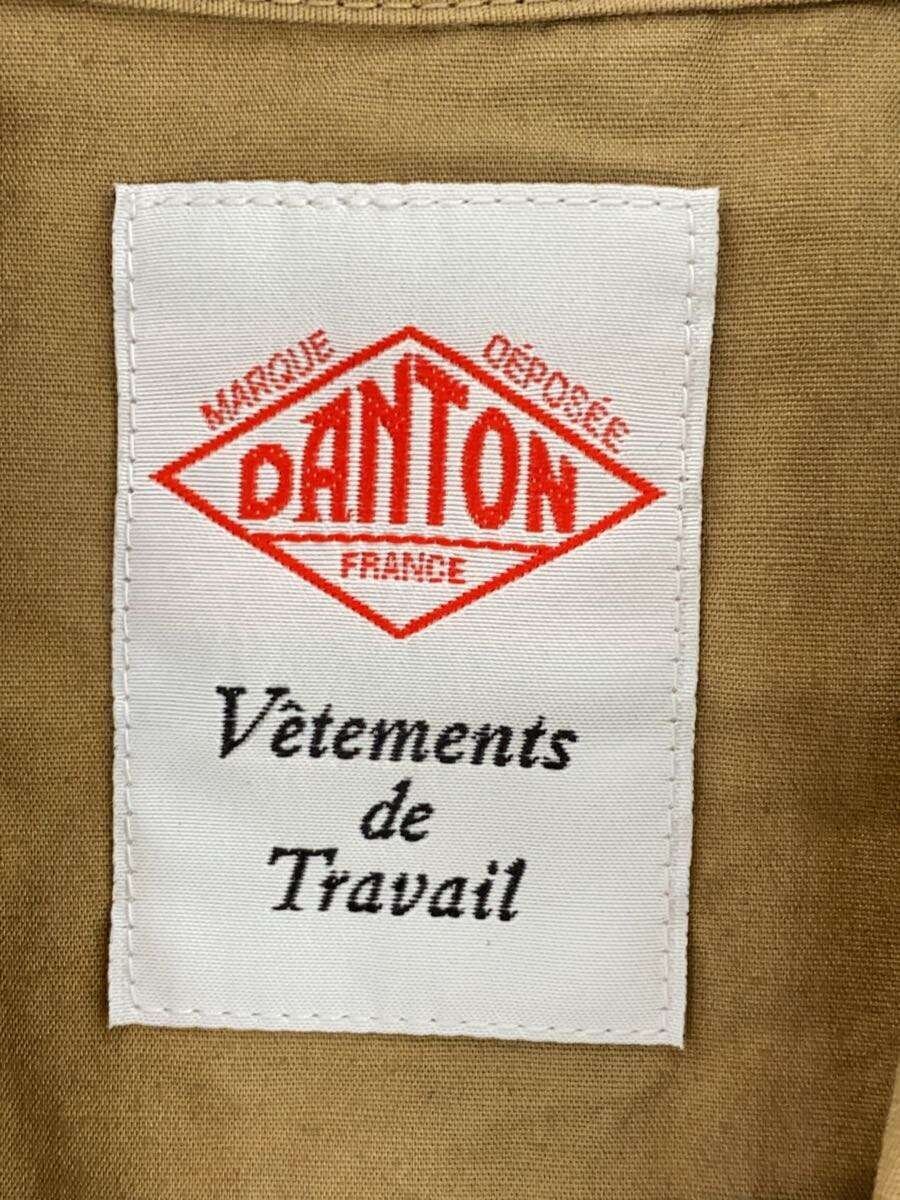 MARQUE DÉPOSÉE
DANTON
FRANCE
Vêtements
de
Travail